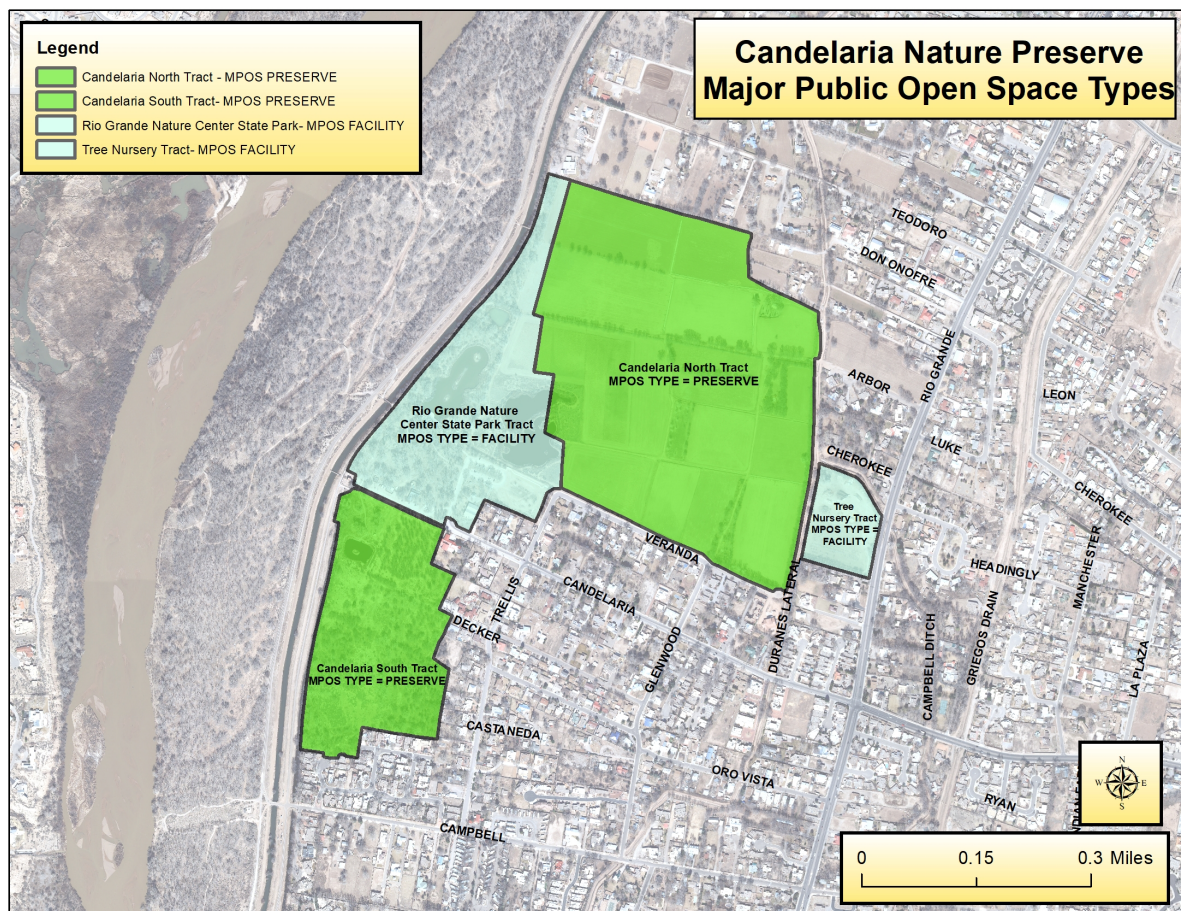 Legend
Candelaria North Tract - MPOS PRESERVE
Candelaria South Tract- MPOS PRESERVE
Rio Grande Nature Center State Park- MPOS FACILITY
Tree Nursery Tract- MPOS FACILITY
Candelaria Nature Preserve
Major Public Open Space Types
TEODORO
DON ONOFRE
RIO GRANDE
ARBOR
LEON
LUKE
CHEROKEE
CHEROKEE
Candelaria North Tract
MPOS TYPE = PRESERVE
Rio Grande Nature
Center State Park Tract
MPOS TYPE = FACILITY
Tree
Nursery Tract
MPOS TYPE =
FACILITY
VERANDA
CANDELARIA
TRELLIS
DECKER
GLENWOOD
DURANES LATERAL
HEADINGLY
MANCHESTER
GRIEGOS DRAIN
CAMPBELL DITCH
LA PLAZA
Candelaria South Tract
MPOS TYPE = PRESERVE
CASTANEDA
ORO VISTA
RYAN
CAMPBELL
N
W
E
S
0
0.15
0.3 Miles